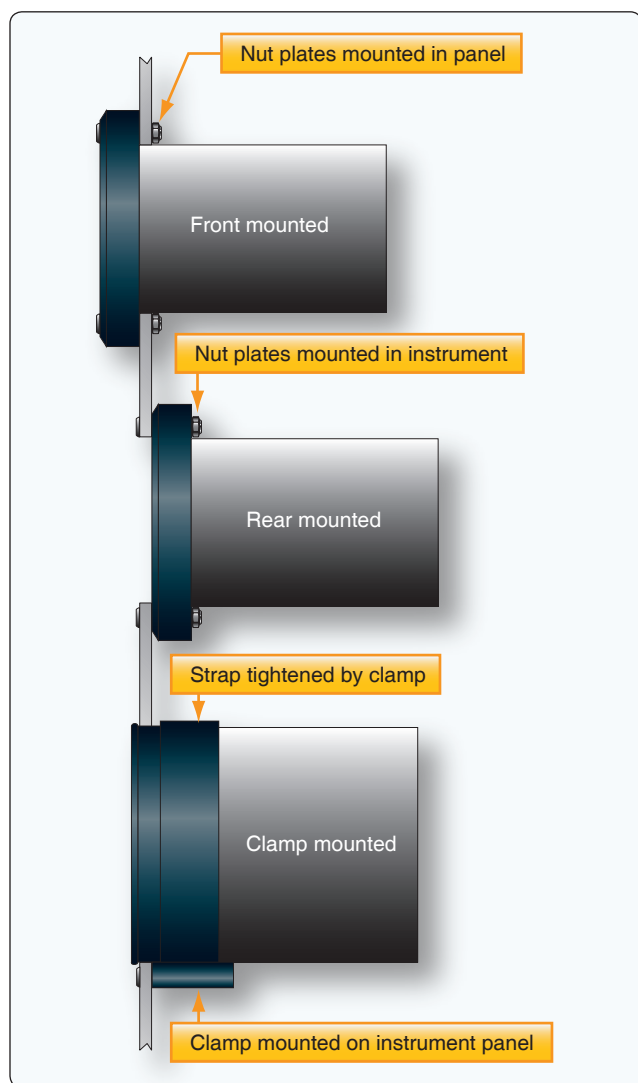 Nut plates mounted in panel
Front mounted
Nut plates mounted in instrument
Rear mounted
Strap tightened by clamp
Clamp mounted
Clamp mounted on instrument panel